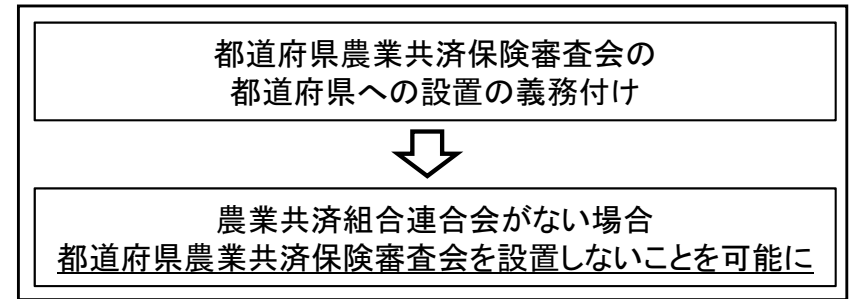 都道府県農業共済保険審査会の
都道府県への設置の義務付け
農業共済組合連合会がない場合
都道府県農業共済保険審査会を設置しないことを可能に